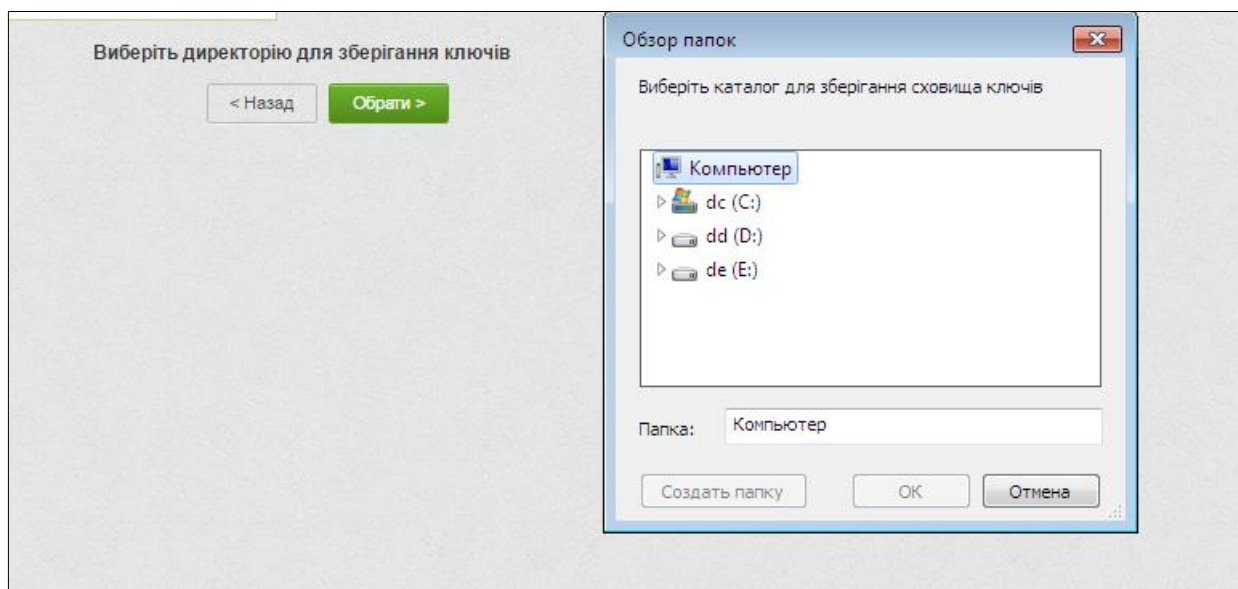 Виберіть директорію для зберігання ключів
< Назад
Обрати >
Обзор папок
Виберіть каталог для зберігання сховища ключів
Компьютер
dc (C:)
dd (D:)
de (E:)
Папка:
Компьютер
Создать папку
OK
Отмена